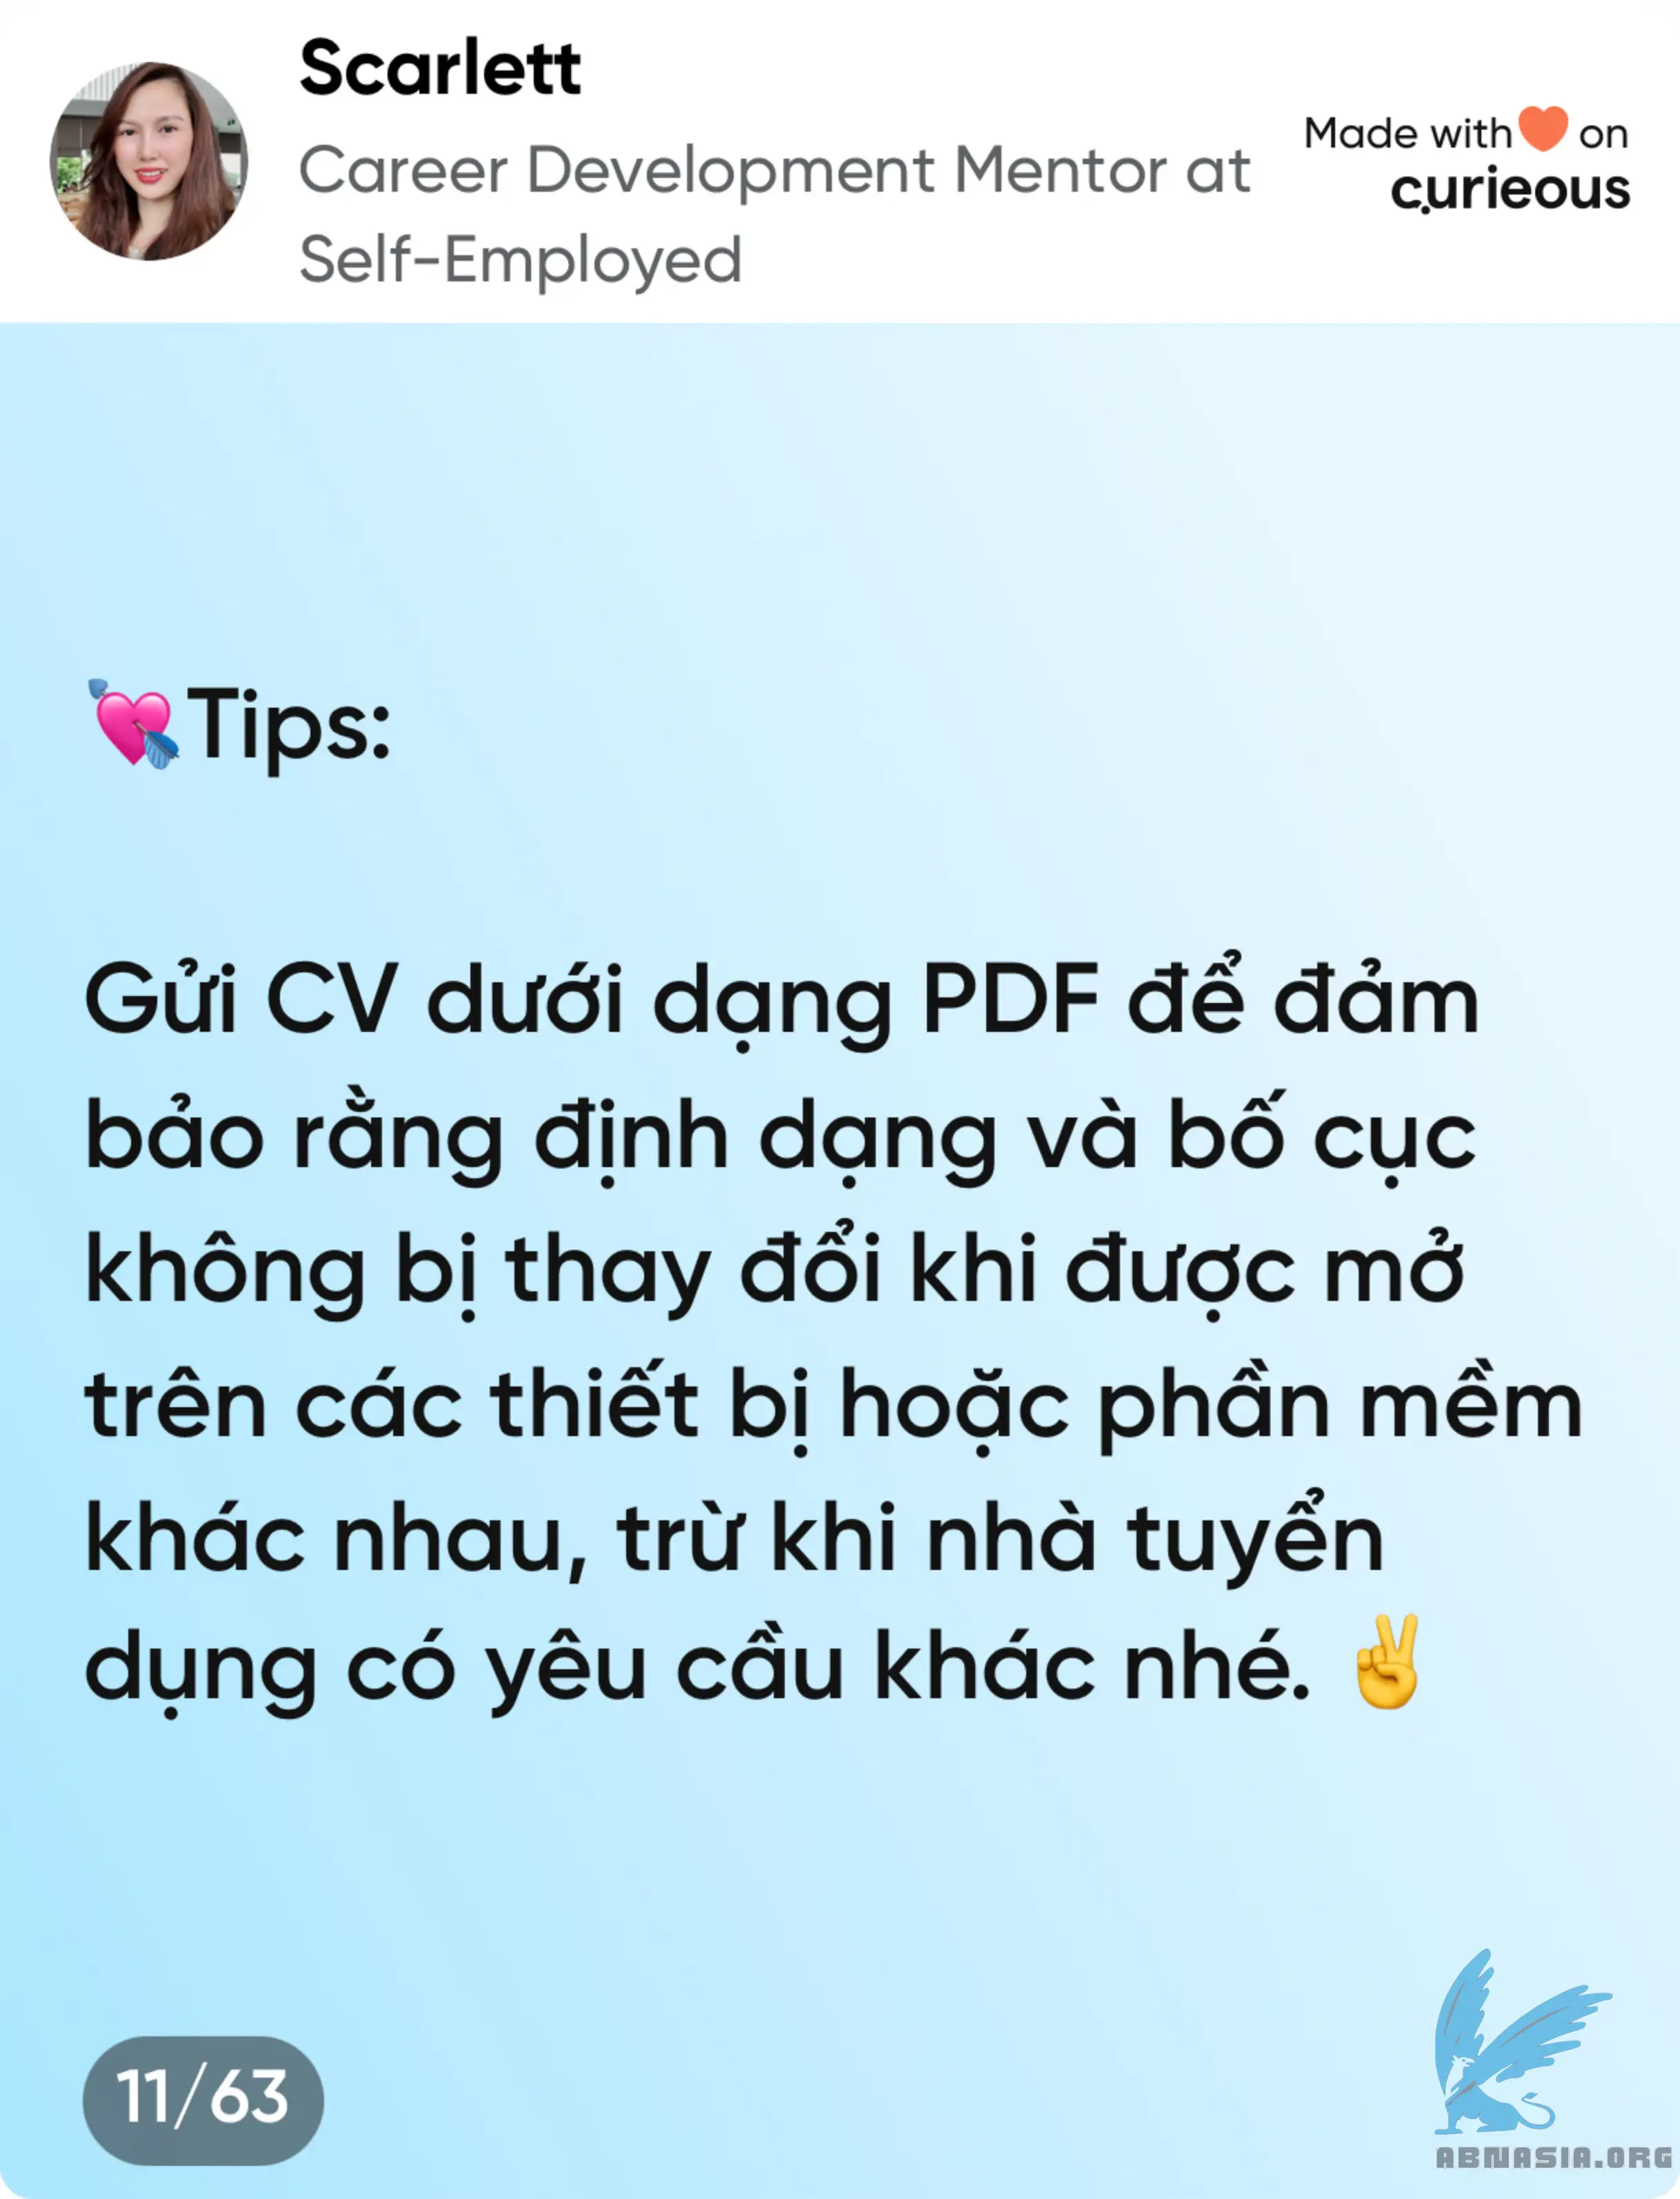 Scarlett
Career Development Mentor at
Self-Employed
Made with🧡on
curieous
💘Tips:
Gửi CV dưới dạng PDF để đảm
bảo rằng định dạng và bố cục
không bị thay đổi khi được mở
trên các thiết bị hoặc phần mềm
khác nhau, trừ khi nhà tuyển
dụng có yêu cầu khác nhé. ✌️
11/63
ABNASIA.ORG